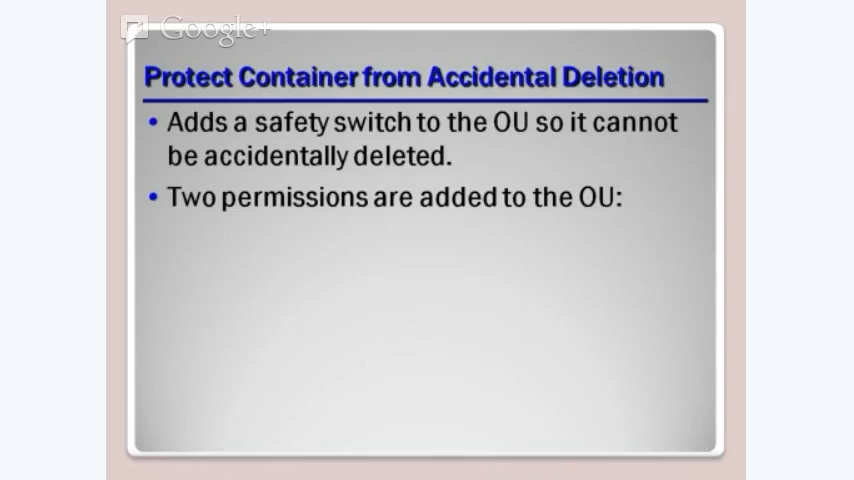 Google+
Protect Container from Accidental Deletion
• Adds a safety switch to the OU so it cannot
be accidentally deleted.
• Two permissions are added to the OU: